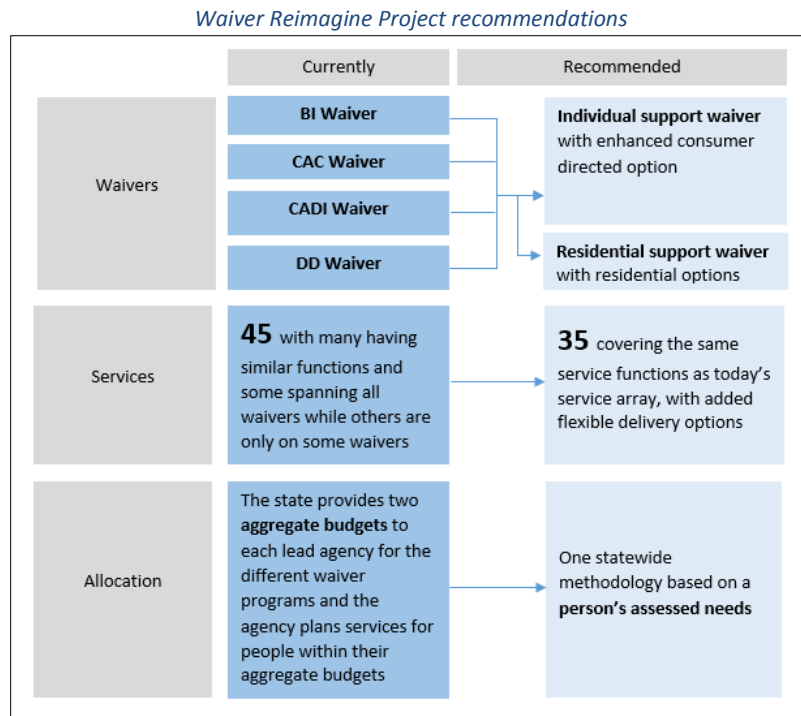 Waiver Reimagine Project recommendations
Currently
Recommended
Waivers
BI Waiver
CAC Waiver
CADI Waiver
DD Waiver
Individual support waiver
with enhanced consumer
directed option
Residential support waiver
with residential options
Services
45 with many having
similar functions and
some spanning all
waivers while others are
only on some waivers
35 covering the same
service functions as today's
service array, with added
flexible delivery options
Allocation
The state provides two
aggregate budgets to
each lead agency for the
different waiver
programs and the
agency plans services for
people within their
aggregate budgets
One statewide
methodology based on a
person's assessed needs